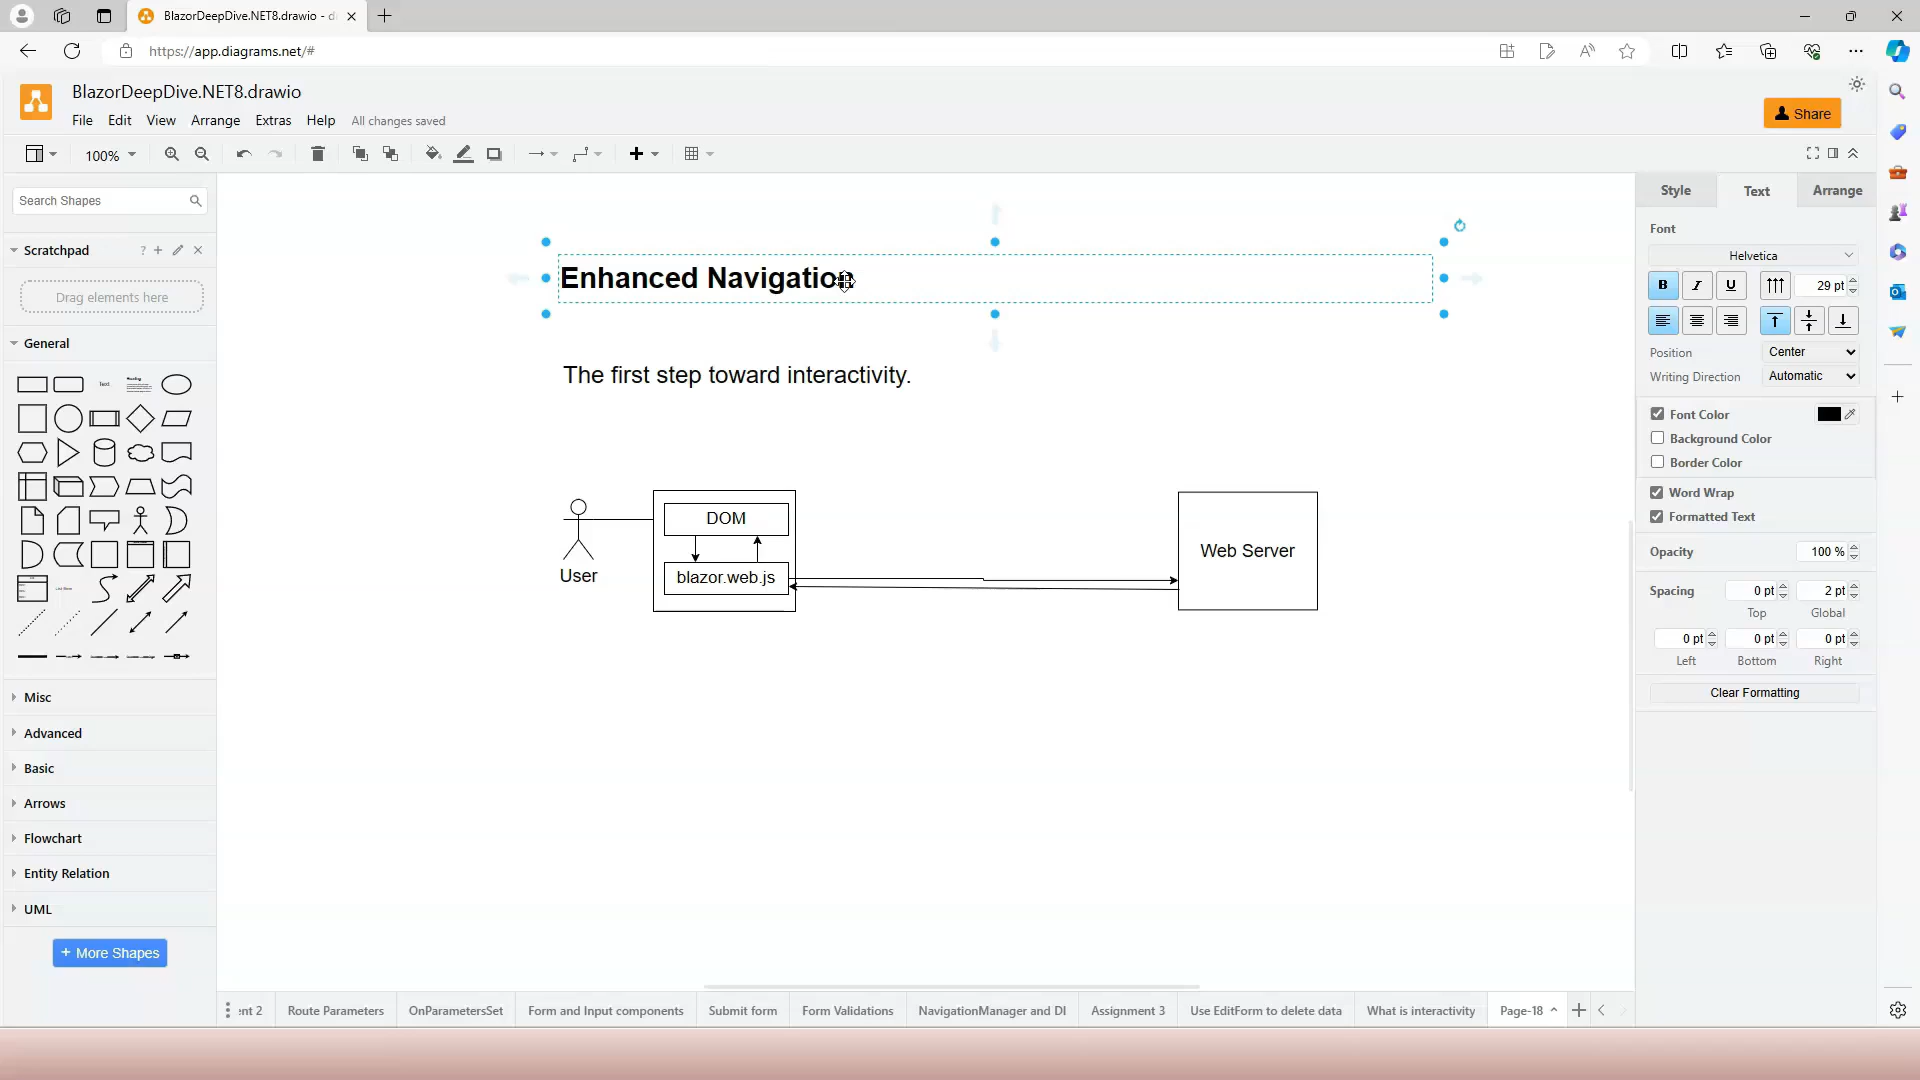 BlazorDeepDive.NET8.drawio - d
https://app.diagrams.net/#
BlazorDeepDive.NET8.drawio
File Edit View Arrange Extras Help All changes saved
Share
100%
Search Shapes
Style Text Arrange
Scratchpad ? 
Drag elements here
General
Text
Heading
Misc
Advanced
Basic
Arrows
Flowchart
Entity Relation
UML
+ More Shapes
Enhanced Navigation
The first step toward interactivity.
User
DOM
blazor.web.js
Web Server
Font
Helvetica
B I U 29 pt
Position Center
Writing Direction Automatic
Font Color
Background Color
Border Color
Word Wrap
Formatted Text
Opacity 100 %
Spacing 0 pt 2 pt
Top Global
0 pt 0 pt 0 pt
Left Bottom Right
Clear Formatting
ent 2 Route Parameters OnParametersSet Form and Input components Submit form Form Validations NavigationManager and DI Assignment 3 Use EditForm to delete data What is interactivity Page-18